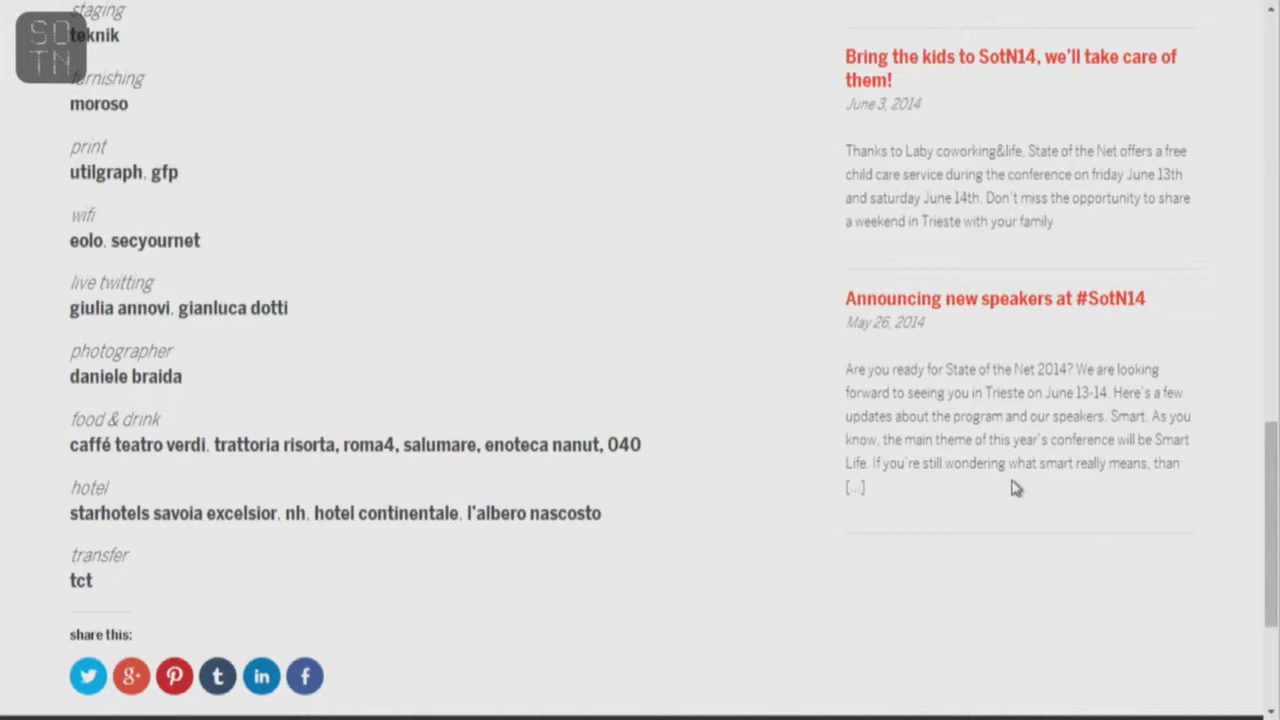 staging
teknik
SO
TN
furnishing
moroso
print
utilgraph, gfp
wifi
eolo, secyournet
live twitting
giulia annovi, gianluca dotti
photographer
daniele braida
food & drink
caffé teatro verdi, trattoria risorta, roma4, salumare, enoteca nanut, 040
hotel
starhotels savoia excelsior, nh, hotel continentale, l'albero nascosto
transfer
tct
share this:
g+
t
in
f
Bring the kids to SotN14, we'll take care of
them!
June 3, 2014
Thanks to Laby coworking&life, State of the Net offers a free
child care service during the conference on friday June 13th
and saturday June 14th. Don't miss the opportunity to share
a weekend in Trieste with your family
Announcing new speakers at #SotN14
May 26, 2014
Are you ready for State of the Net 2014? We are looking
forward to seeing you in Trieste on June 13-14. Here's a few
updates about the program and our speakers. Smart. As you
know, the main theme of this year's conference will be Smart
Life. If you're still wondering what smart really means, than
[...]